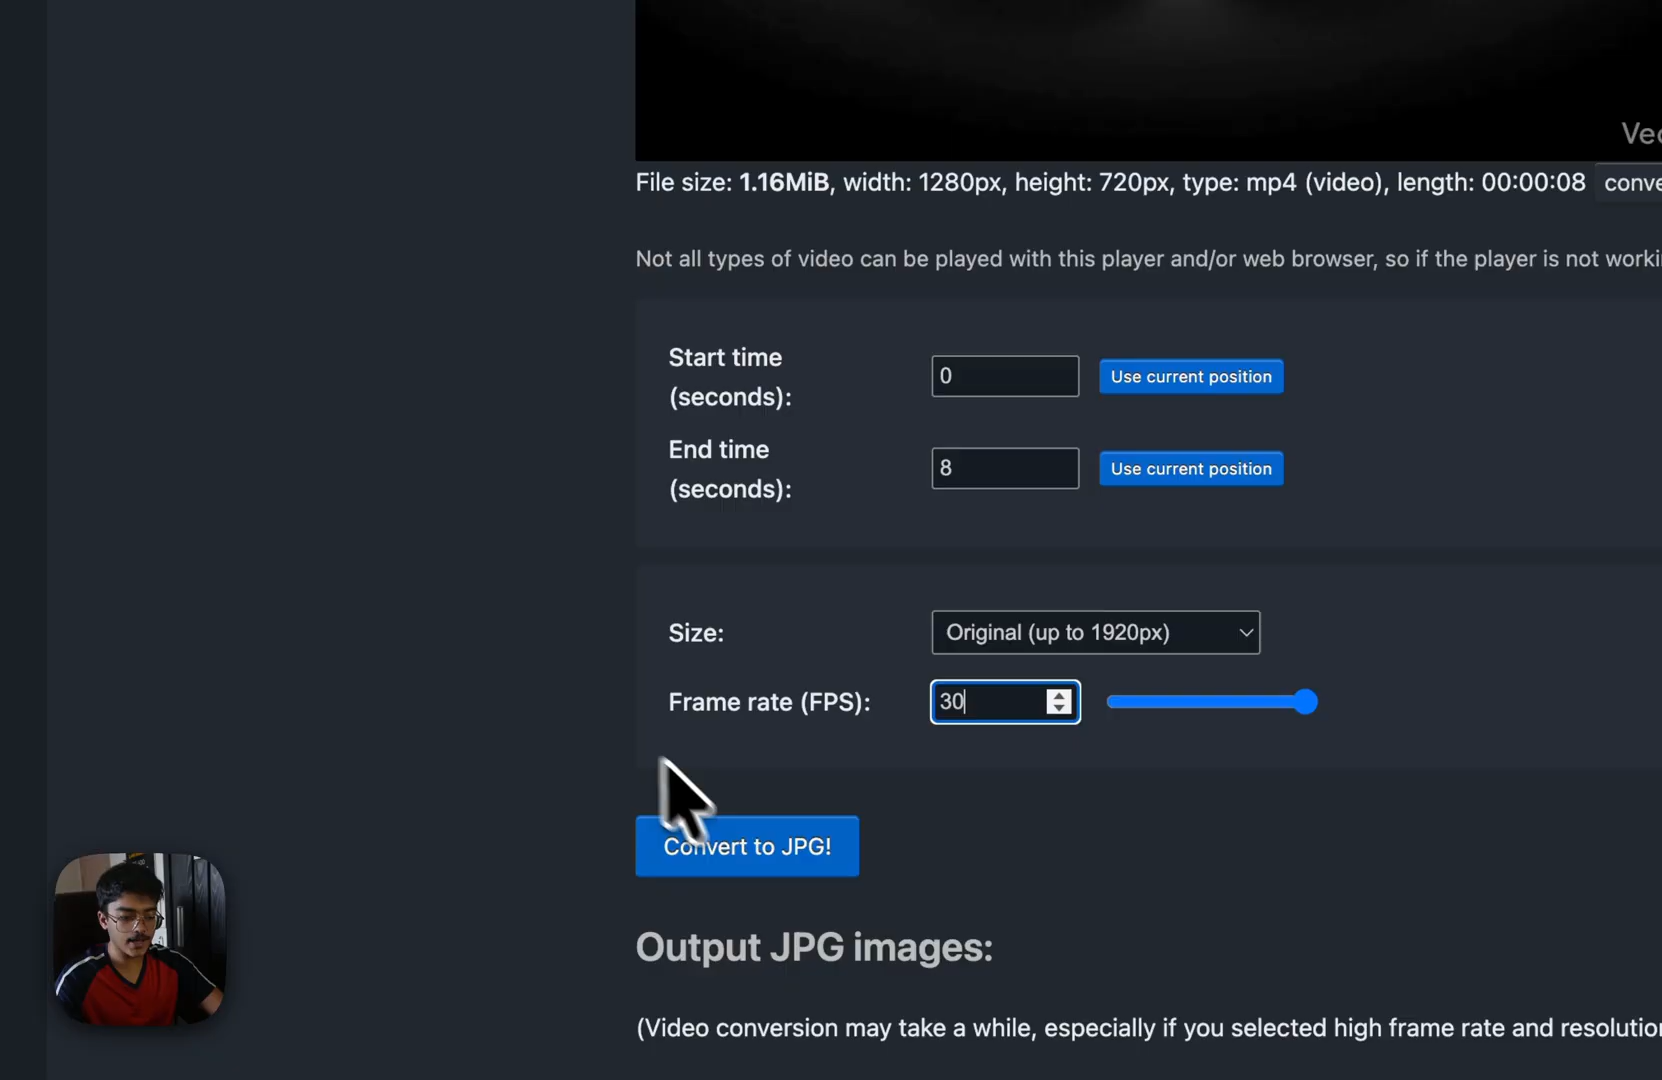 File size: 1.16MiB, width: 1280px, height: 720px, type: mp4 (video), length: 00:00:08
Not all types of video can be played with this player and/or web browser, so if the player is not
Start time
(seconds):
0
Use current position
End time
(seconds):
8
Use current position
Size:
Original (up to 1920px)
Frame rate (FPS):
30
Convert to JPG!
Output JPG images:
(Video conversion may take a while, especially if you selected high frame rate and